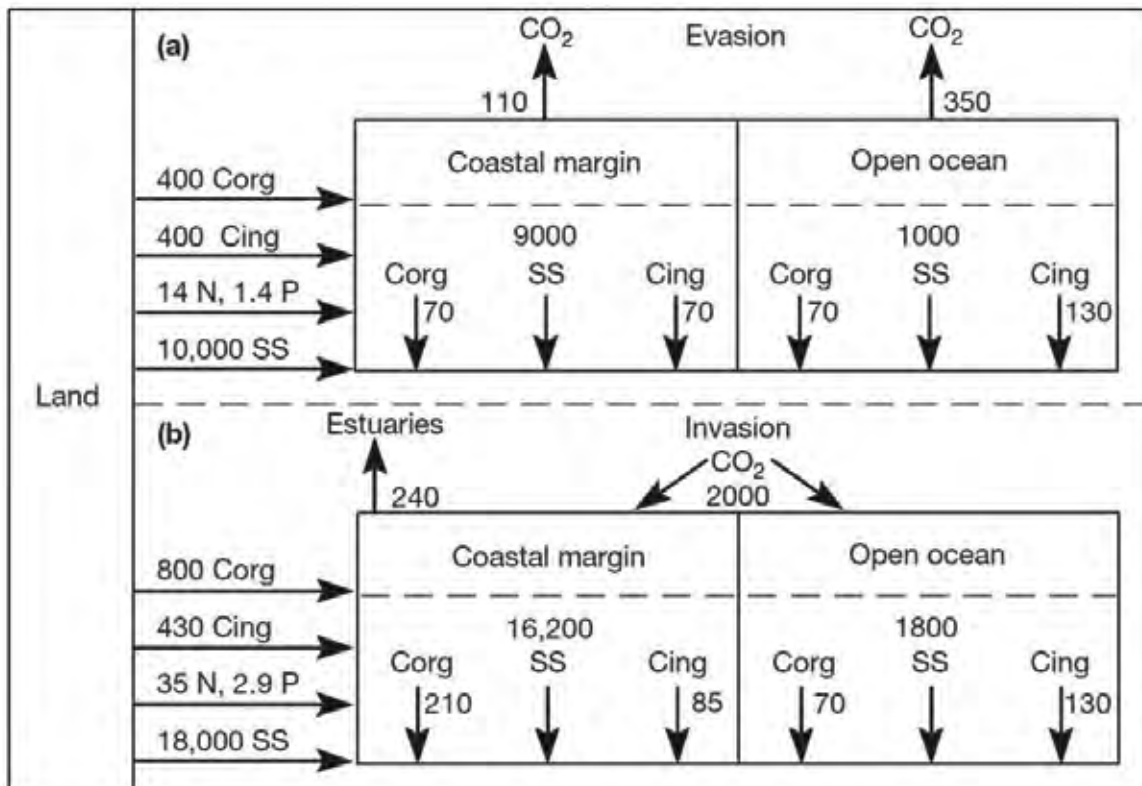 (a)
CO2 Evasion CO2
110 350
Coastal margin Open ocean
400 Corg
400 Cing
9000 1000
Corg SS Cing Corg SS Cing
14 N, 1.4 P
70 70 70 130
10,000 SS
Land
(b)
Estuaries Invasion
CO2
240 2000
Coastal margin Open ocean
800 Corg
430 Cing
16,200 1800
Corg SS Cing Corg SS Cing
35 N, 2.9 P
210 85 70 130
18,000 SS